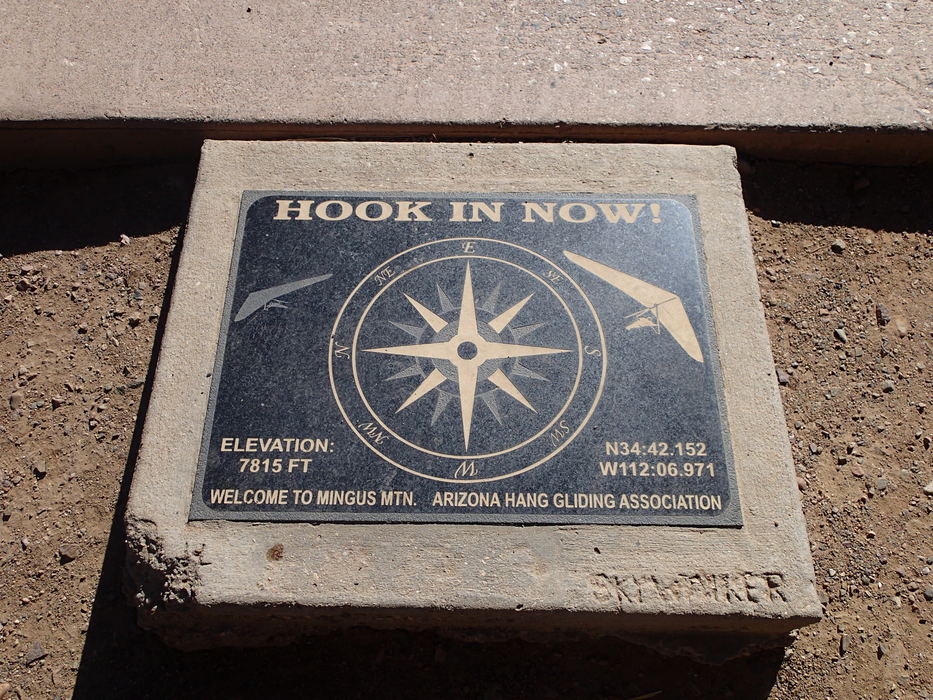 HOOK IN NOW!
E
NE
SE
N
S
NW
SW
W
ELEVATION:
7815 FT
N34:42.152
W112:06.971
WELCOME TO MINGUS MTN. ARIZONA HANG GLIDING ASSOCIATION
SKYWALKER